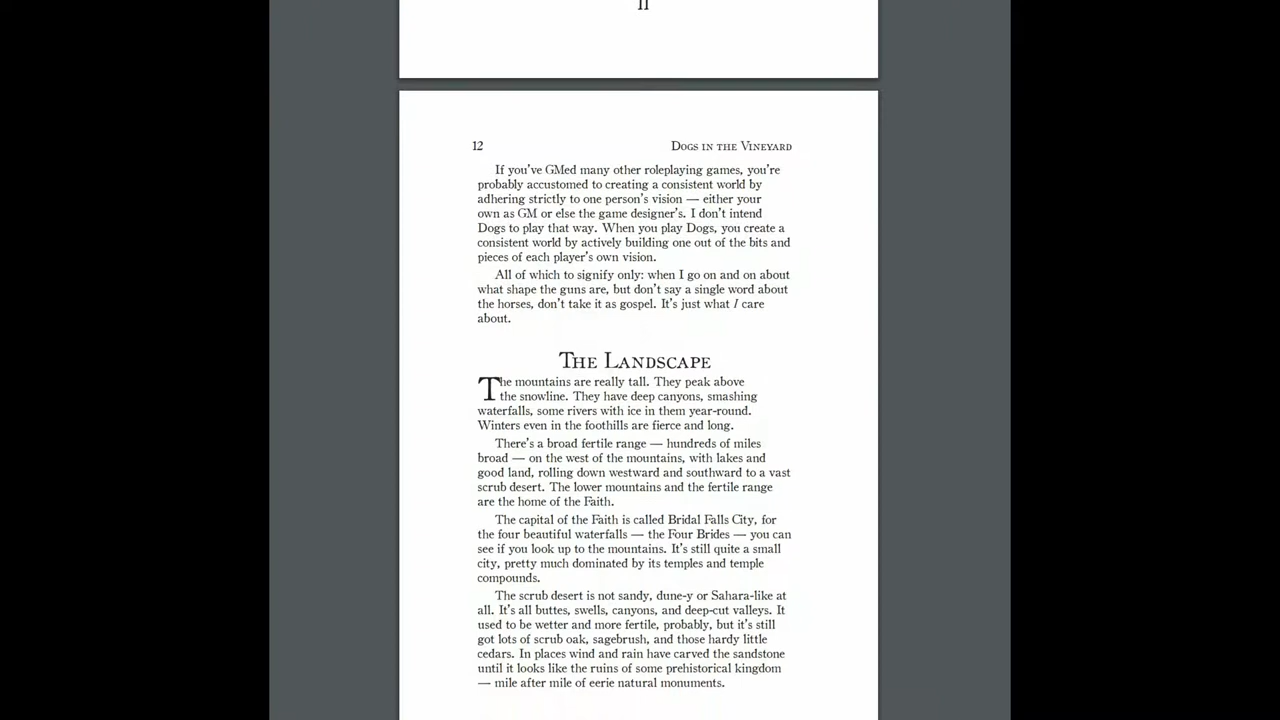 11
12 Dogs in the Vineyard
If you've GMed many other roleplaying games, you're
probably accustomed to creating a consistent world by
adhering strictly to one person's vision — either your
own as GM or else the game designer's. I don't intend
Dogs to play that way. When you play Dogs, you create a
consistent world by actively building one out of the bits and
pieces of each player's own vision.
All of which to signify only: when I go on and on about
what shape the guns are, but don't say a single word about
the horses, don't take it as gospel. It's just what I care
about.
The Landscape
The mountains are really tall. They peak above
the snowline. They have deep canyons, smashing
waterfalls, some rivers with ice in them year-round.
Winters even in the foothills are fierce and long.
There's a broad fertile range — hundreds of miles
broad — on the west of the mountains, with lakes and
good land, rolling down westward and southward to a vast
scrub desert. The lower mountains and the fertile range
are the home of the Faith.
The capital of the Faith is called Bridal Falls City, for
the four beautiful waterfalls — the Four Brides — you can
see if you look up to the mountains. It's still quite a small
city, pretty much dominated by its temples and temple
compounds.
The scrub desert is not sandy, dune-y or Sahara-like at
all. It's all buttes, swells, canyons, and deep-cut valleys. It
used to be wetter and more fertile, probably, but it's still
got lots of scrub oak, sagebrush, and those hardy little
cedars. In places wind and rain have carved the sandstone
until it looks like the ruins of some prehistorical kingdom
— mile after mile of eerie natural monuments.